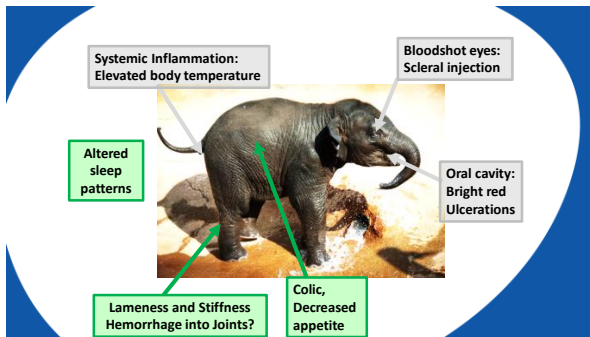 Systemic Inflammation:
Elevated body temperature
Bloodshot eyes:
Scleral injection
Altered
sleep
patterns
Oral cavity:
Bright red
Ulcerations
Lameness and Stiffness
Hemorrhage into Joints?
Colic,
Decreased
appetite